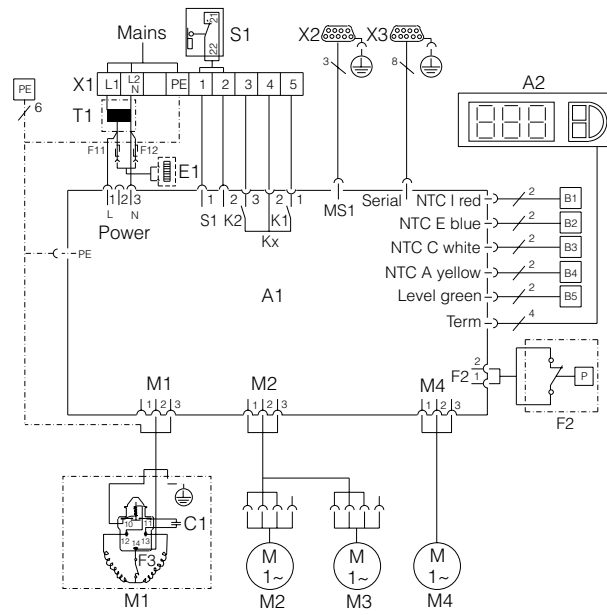 Mains
21
22
S1
X2
X3
3
8
A2
PE
6
X1
L1
L2
N
PE
1
2
3
4
5
T1
F11
F12
E1
1
2
3
L
N
Power
1
2
3
2
1
S1
K2
K1
Kx
MS1
Serial
NTC I red
2
B1
NTC E blue
2
B2
NTC C white
2
B3
NTC A yellow
2
B4
Level green
2
B5
Term
4
PE
A1
2
F2
1
P
F2
M1
1
2
3
M2
1
2
3
M4
1
2
3
10
11
12
13
14
C1
F3
M1
M
1~
M2
M
1~
M3
M
1~
M4